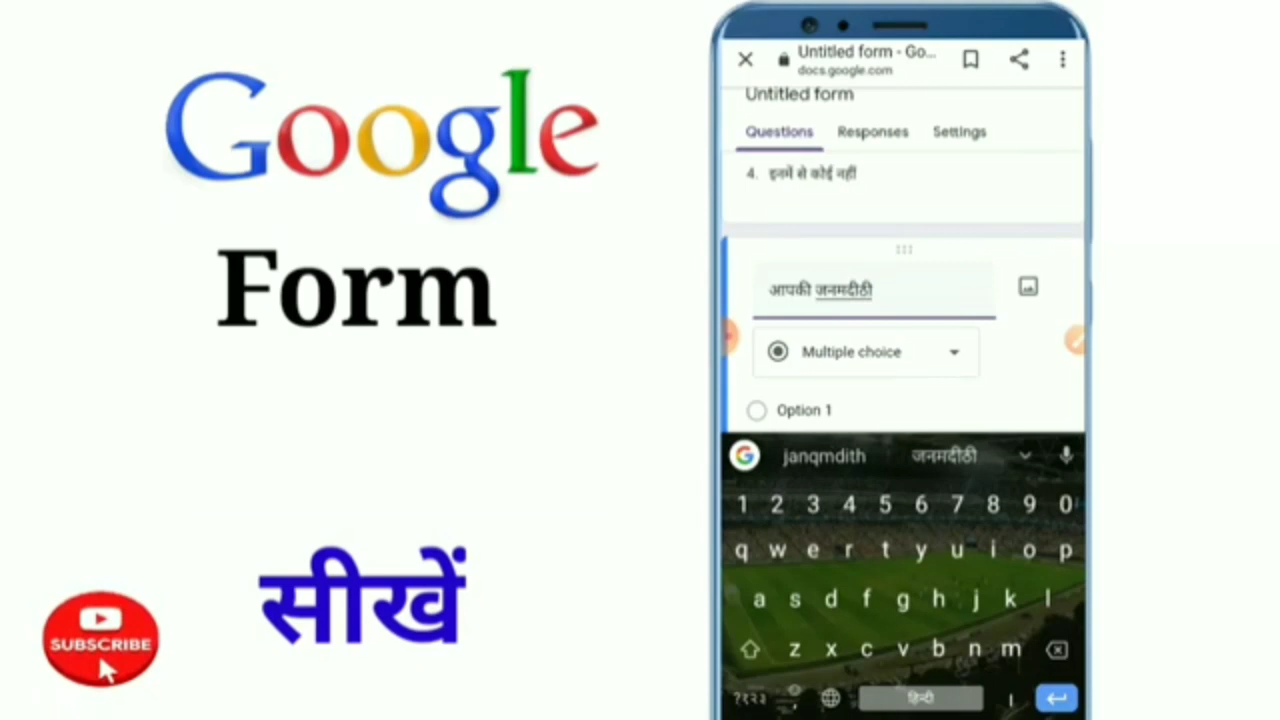 Google
Form
सीखें
SUBSCRIBE
Untitled form - Go...
docs.google.com
Untitled form
Questions Responses Settings
4. इनमें से कोई नहीं
आपकी जनमदीठी
Multiple choice
Option 1
G janqmdith जनमदीठी
1 2 3 4 5 6 7 8 9 0
q w e r t y u i o p
a s d f g h j k l
z x c v b n m
?१२३ , हिन्दी ।